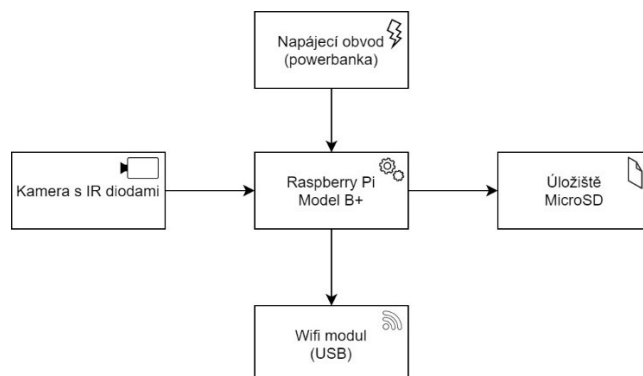 Napájecí obvod
(powerbanka)
Kamera s IR diodami
Raspberry Pi
Model B+
Úložiště
MicroSD
Wifi modul
(USB)